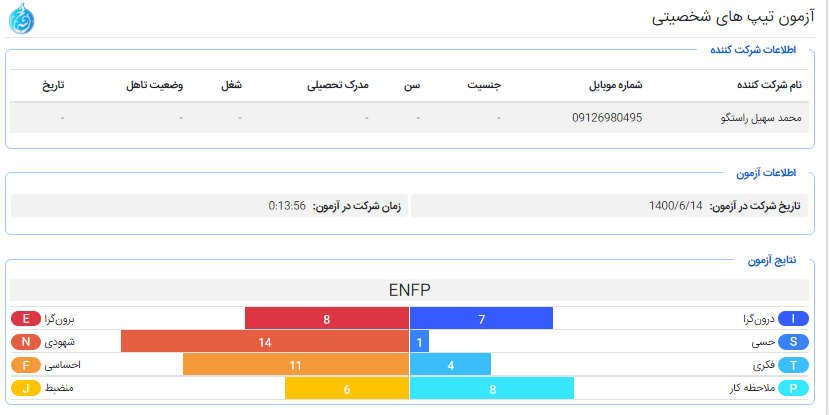 آزمون تیپ های شخصیتی
اطلاعات شرکت کننده
نام شرکت کننده شماره موبایل جنسیت سن مدرک تحصیلی شغل وضعیت تاهل تاریخ
محمد سهیل راستگو 09126980495 - - - - - -
اطلاعات آزمون
تاریخ شرکت در آزمون: 1400/6/14 زمان شرکت در آزمون: 0:13:56
نتایج آزمون
ENFP
I درون‌گرا 7 8 برون‌گرا E
S حسی 1 14 شهودی N
T فکری 4 11 احساسی F
P ملاحظه کار 8 6 منضبط J